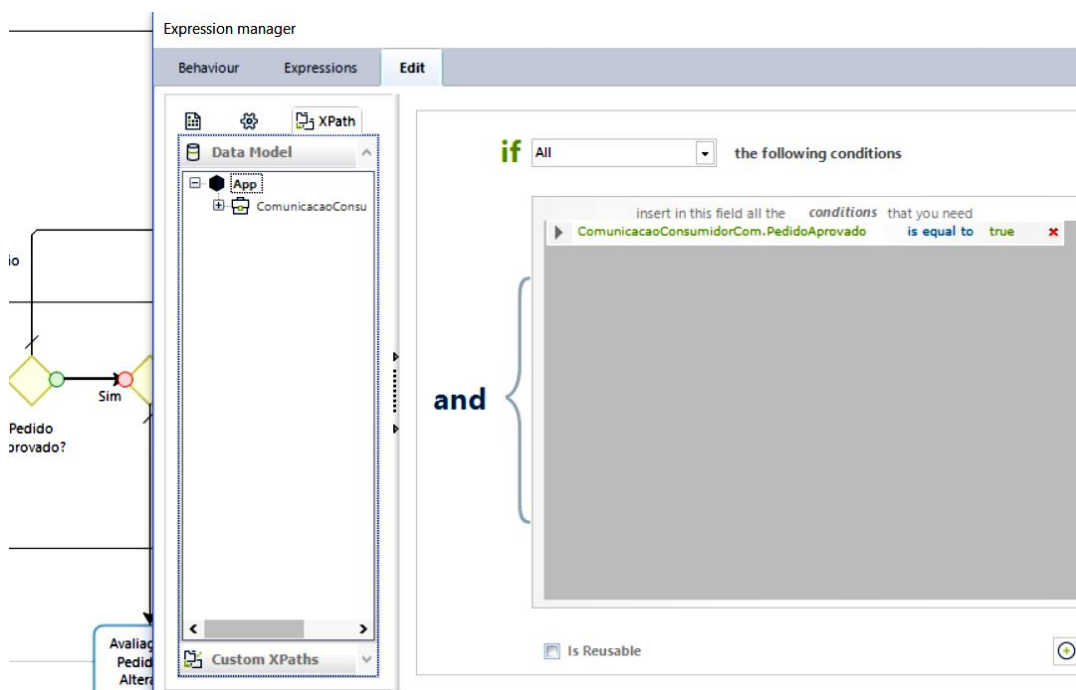 Expression manager
Behaviour Expressions Edit
XPath
Data Model
App
ComunicacaoConsu
if All the following conditions
insert in this field all the conditions that you need
ComunicacaoConsumidorCom.PedidoAprovado is equal to true
and
io
Sim
Pedido
provado?
Avaliaç
Pedid
Altera
Custom XPaths
Is Reusable